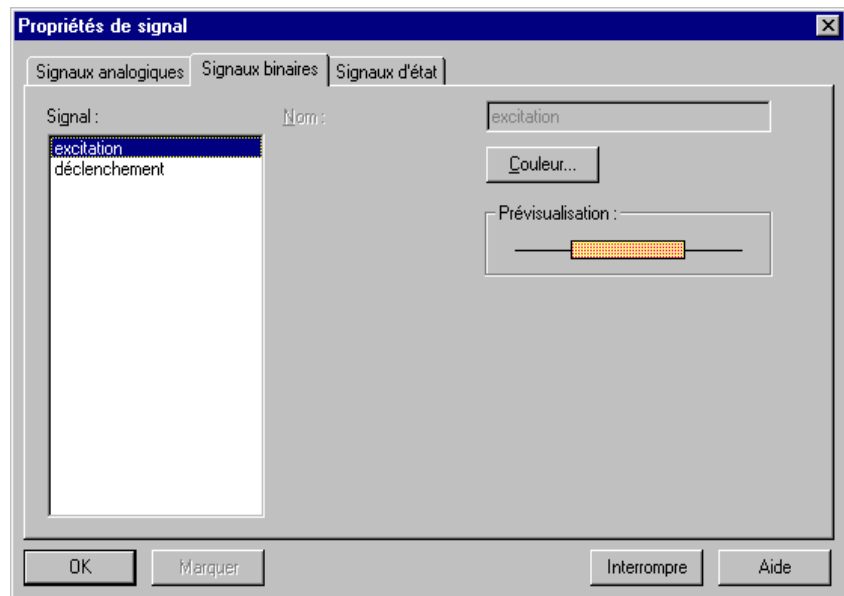 Propriétés de signal
Signaux analogiques Signaux binaires Signaux d'état
Signal :
excitation
déclenchement
Nom :
excitation
Couleur...
Prévisualisation :
OK Marquer Interrompre Aide